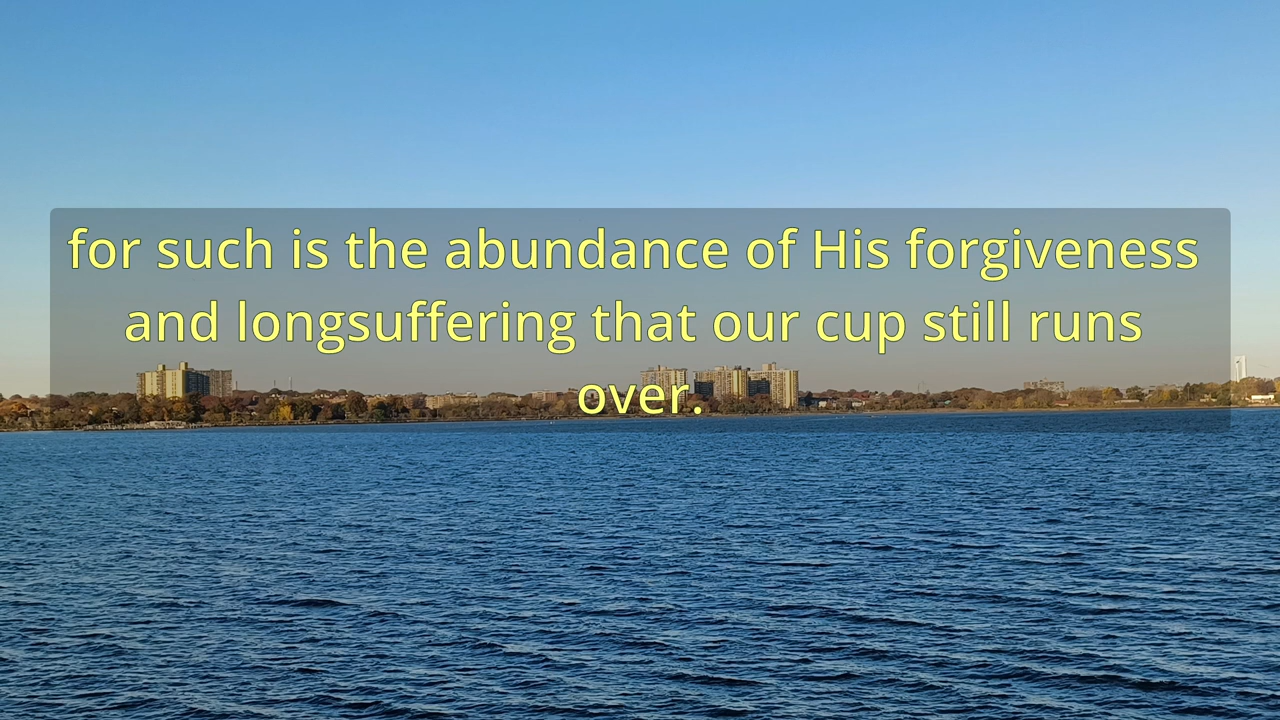 for such is the abundance of His forgiveness
and longsuffering that our cup still runs
over.